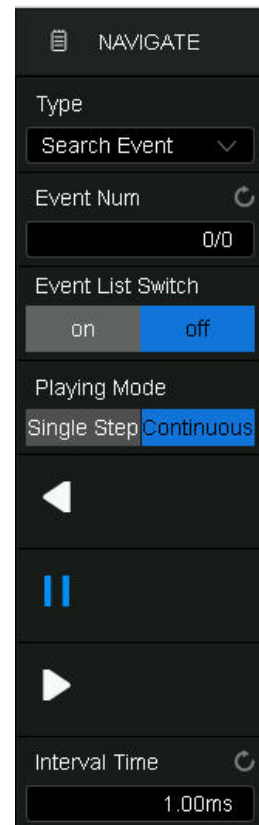 NAVIGATE
Type
Search Event
Event Num
0/0
Event List Switch
on off
Playing Mode
Single Step Continuous
Interval Time
1.00ms